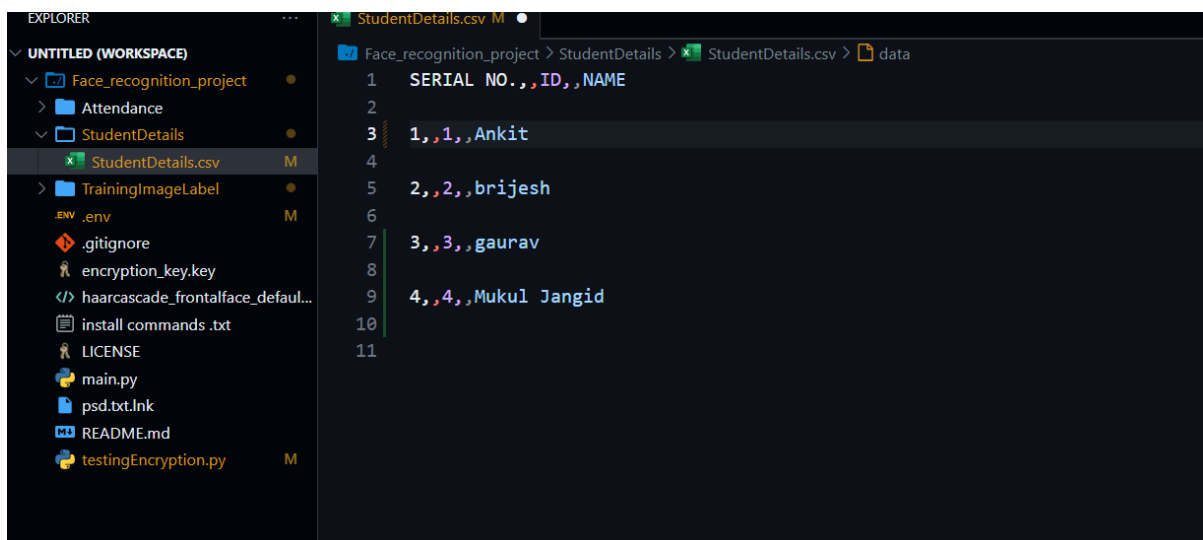 EXPLORER ...
StudentDetails.csv M
UNTITLED (WORKSPACE)
Face_recognition_project > StudentDetails > StudentDetails.csv > data
Face_recognition_project
Attendance
StudentDetails
StudentDetails.csv M
TrainingImageLabel
.ENV .env M
.gitignore
encryption_key.key
haarcascade_frontalface_defaul...
install commands .txt
LICENSE
main.py
psd.txt.lnk
README.md
testingEncryption.py M
1 SERIAL NO.,,ID,,NAME
2
3 1,,1,,Ankit
4
5 2,,2,,brijesh
6
7 3,,3,,gaurav
8
9 4,,4,,Mukul Jangid
10
11